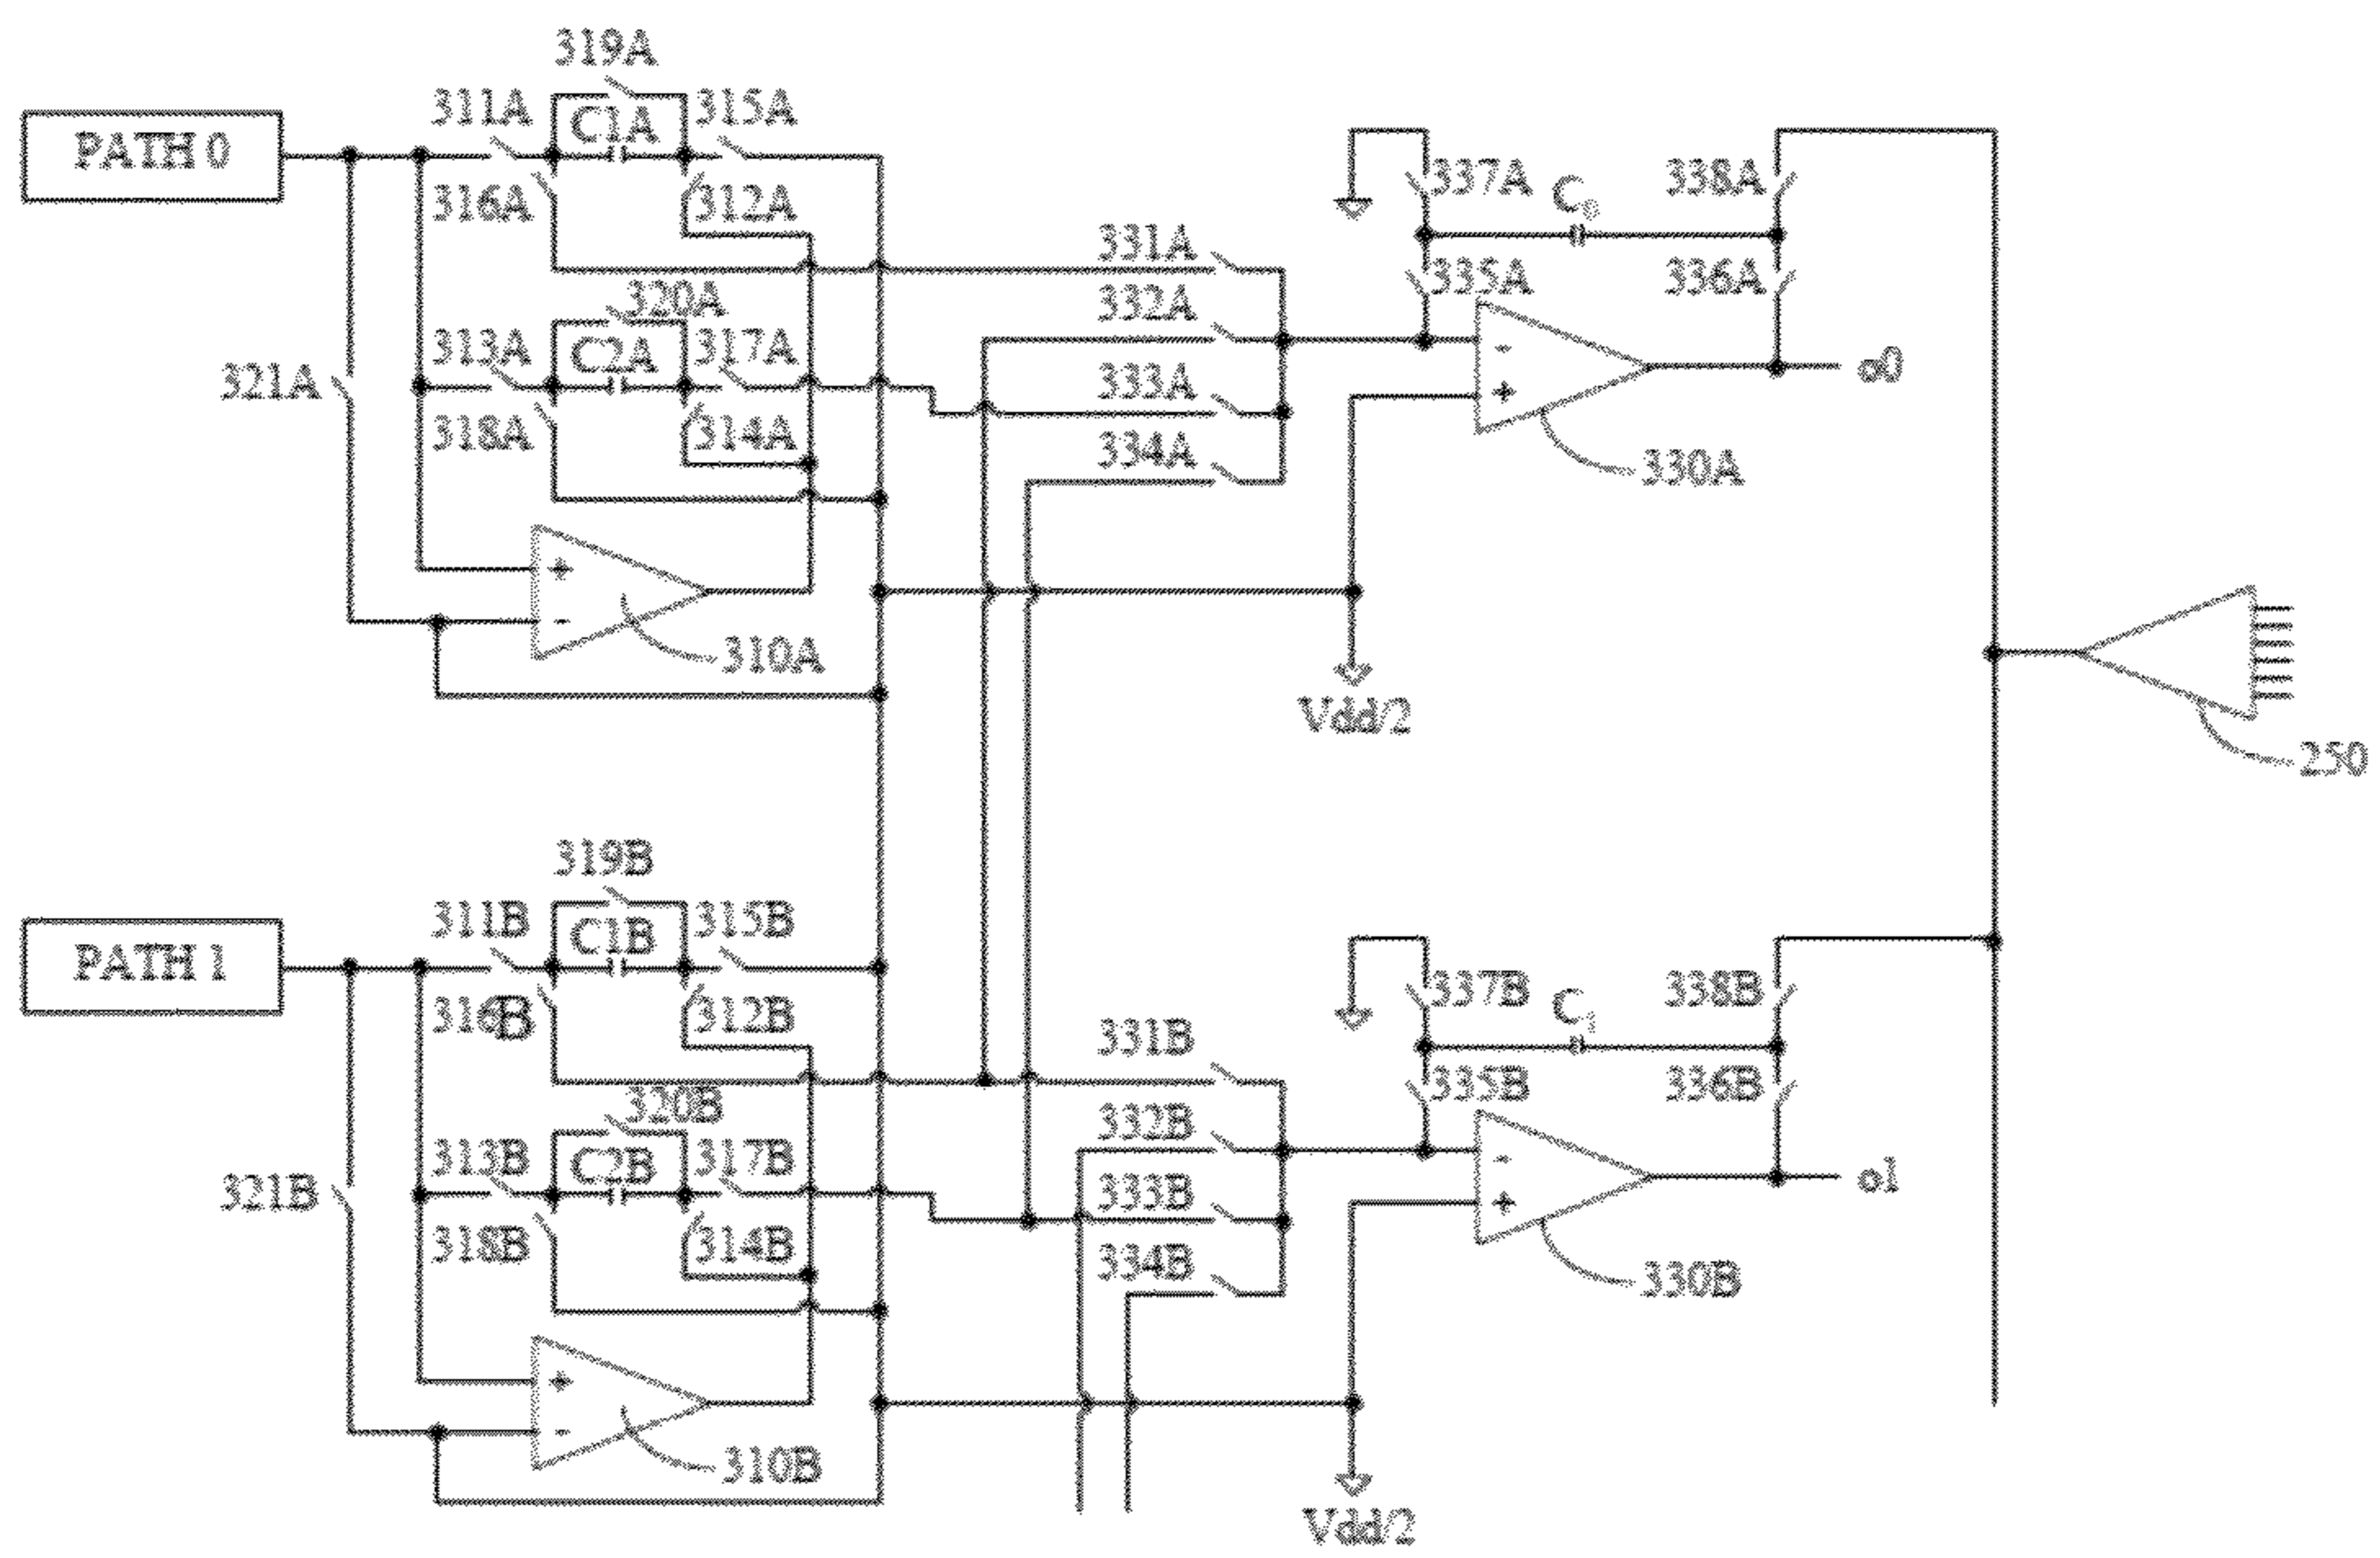 319A
311A
C1A
315A
PATH 0
316A
312A
337A
C0
338A
331A
335A
336A
320A
332A
313A
C2A
317A
-
321A
333A
o0
318A
314A
334A
+
330A
+
-
310A
Vdd/2
250
319B
311B
C1B
315B
PATH 1
316B
312B
337B
C1
338B
331B
335B
336B
320B
332B
313B
C2B
317B
-
321B
333B
o1
318B
314B
334B
+
330B
+
-
310B
Vdd/2